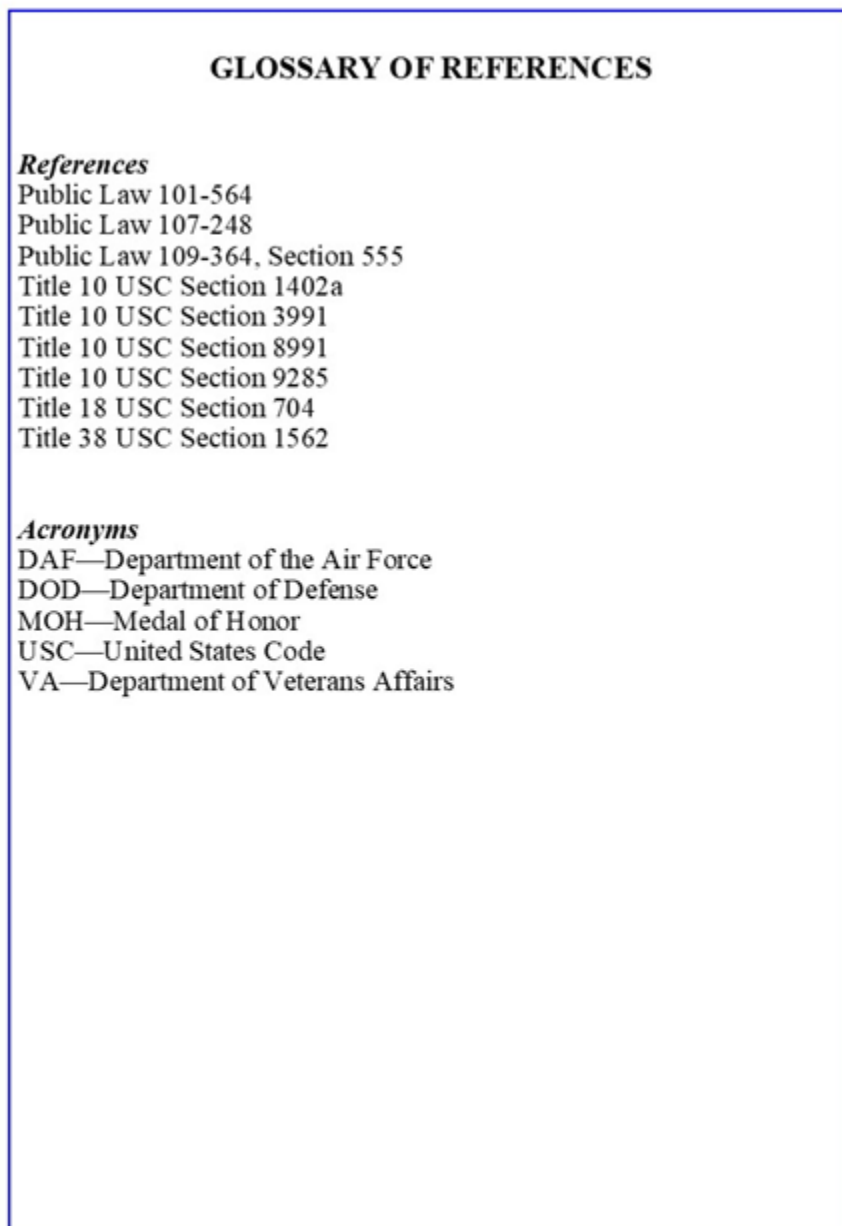 GLOSSARY OF REFERENCES
References
Public Law 101-564
Public Law 107-248
Public Law 109-364, Section 555
Title 10 USC Section 1402a
Title 10 USC Section 3991
Title 10 USC Section 8991
Title 10 USC Section 9285
Title 18 USC Section 704
Title 38 USC Section 1562
Acronyms
DAF—Department of the Air Force
DOD—Department of Defense
MOH—Medal of Honor
USC—United States Code
VA—Department of Veterans Affairs